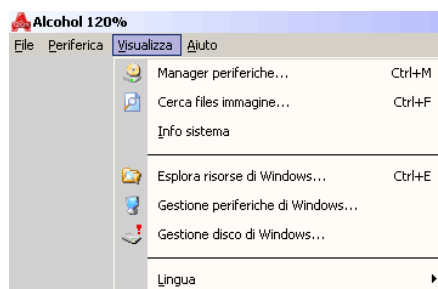 Alcohol 120%
File Periferica Visualizza Aiuto
Manager periferiche... Ctrl+M
Cerca files immagine... Ctrl+F
Info sistema
Esplora risorse di Windows... Ctrl+E
Gestione periferiche di Windows...
Gestione disco di Windows...
Lingua